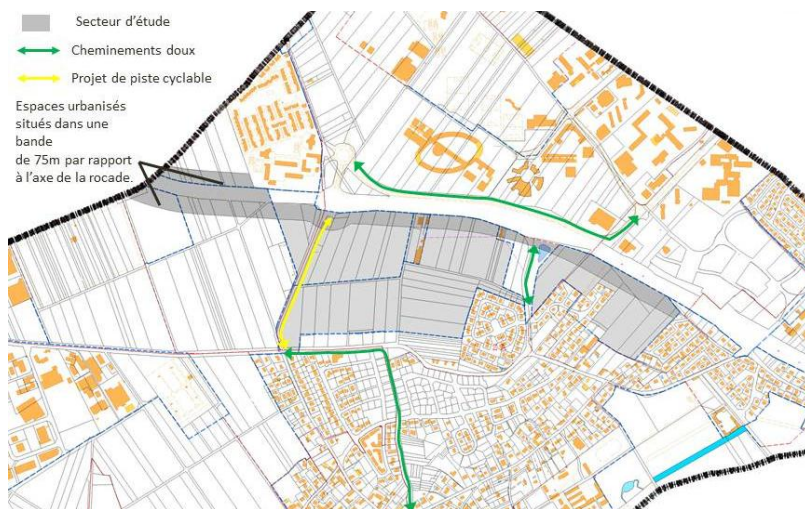 Secteur d'étude
Cheminements doux
Projet de piste cyclable
Espaces urbanisés
situés dans une
bande
de 75m par rapport
à l'axe de la rocade.